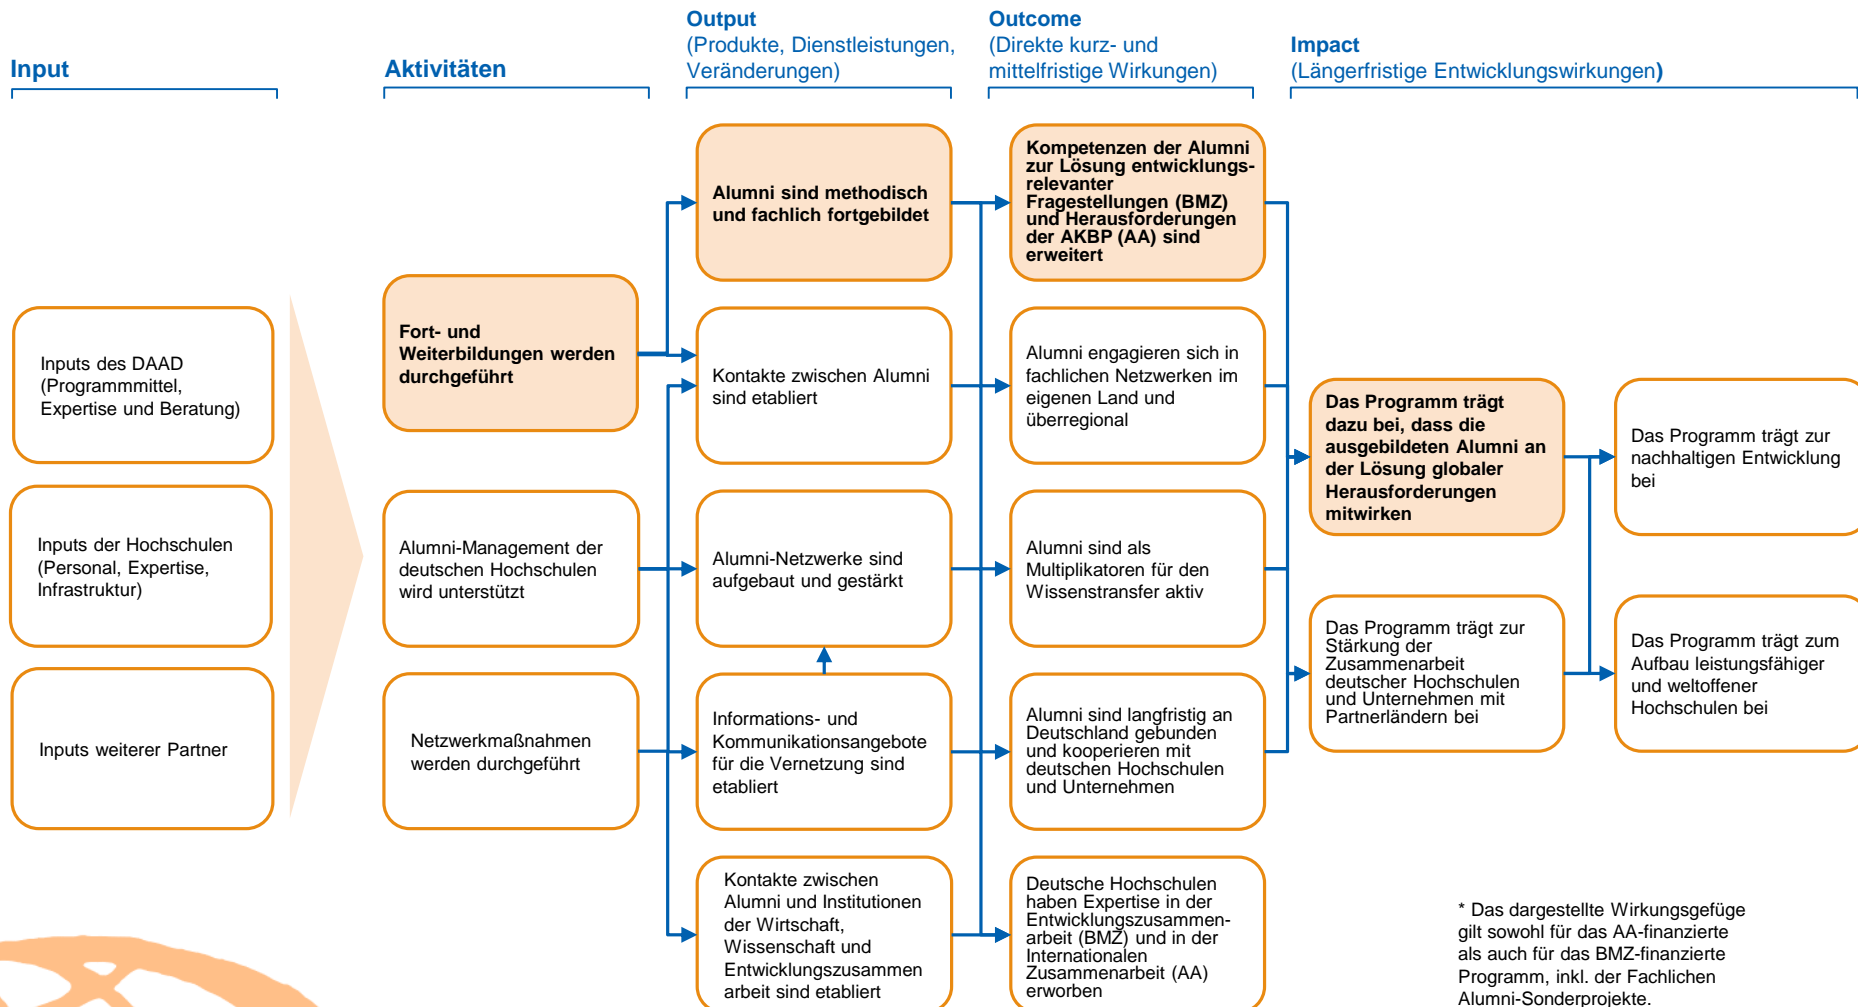 Input
Aktivitäten
Output
(Produkte, Dienstleistungen,
Veränderungen)
Outcome
(Direkte kurz- und
mittelfristige Wirkungen)
Impact
(Längerfristige Entwicklungswirkungen)
Inputs des DAAD
(Programmmittel,
Expertise und Beratung)
Inputs der Hochschulen
(Personal, Expertise,
Infrastruktur)
Inputs weiterer Partner
Fort- und
Weiterbildungen werden
durchgeführt
Alumni-Management der
deutschen Hochschulen
wird unterstützt
Netzwerkmaßnahmen
werden durchgeführt
Alumni sind methodisch
und fachlich fortgebildet
Kontakte zwischen Alumni
sind etabliert
Alumni-Netzwerke sind
aufgebaut und gestärkt
Informations- und
Kommunikationsangebote
für die Vernetzung sind
etabliert
Kontakte zwischen
Alumni und Institutionen
der Wirtschaft,
Wissenschaft und
Entwicklungszusammen
arbeit sind etabliert
Kompetenzen der Alumni
zur Lösung entwicklungs-
relevanter
Fragestellungen (BMZ)
und Herausforderungen
der AKBP (AA) sind
erweitert
Alumni engagieren sich in
fachlichen Netzwerken im
eigenen Land und
überregional
Alumni sind als
Multiplikatoren für den
Wissenstransfer aktiv
Alumni sind langfristig an
Deutschland gebunden
und kooperieren mit
deutschen Hochschulen
und Unternehmen
Deutsche Hochschulen
haben Expertise in der
Entwicklungszusammen-
arbeit (BMZ) und in der
Internationalen
Zusammenarbeit (AA)
erworben
Das Programm trägt
dazu bei, dass die
ausgebildeten Alumni an
der Lösung globaler
Herausforderungen
mitwirken
Das Programm trägt zur
Stärkung der
Zusammenarbeit
deutscher Hochschulen
und Unternehmen mit
Partnerländern bei
Das Programm trägt zur
nachhaltigen Entwicklung
bei
Das Programm trägt zum
Aufbau leistungsfähiger
und weltoffener
Hochschulen bei
* Das dargestellte Wirkungsgefüge
gilt sowohl für das AA-finanzierte
als auch für das BMZ-finanzierte
Programm, inkl. der Fachlichen
Alumni-Sonderprojekte.